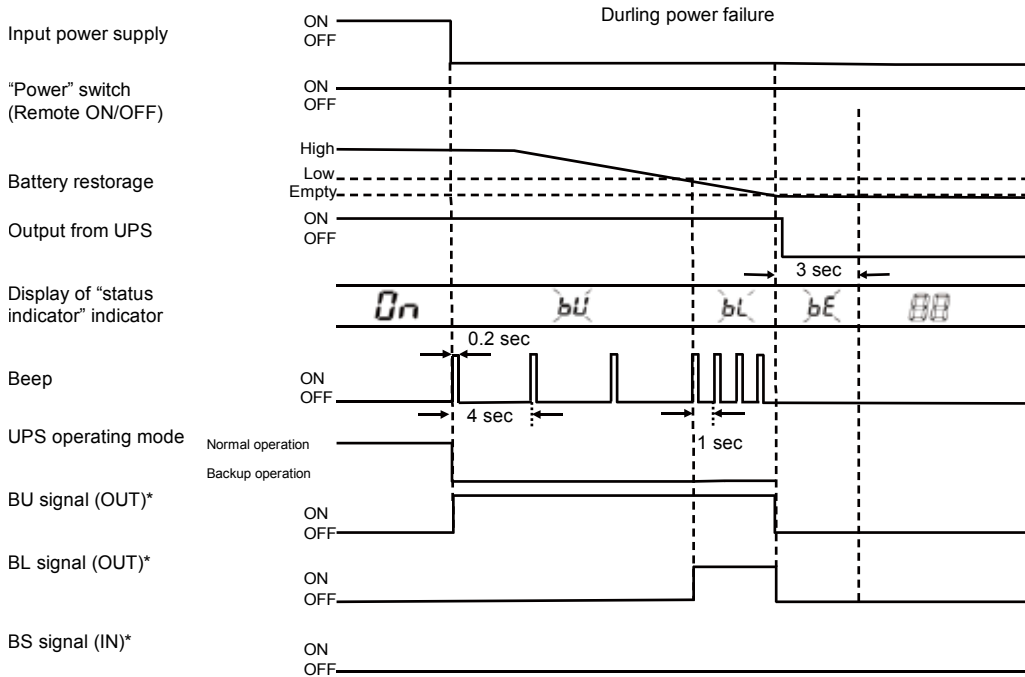 Durling power failure
Input power supply
ON
OFF
“Power” switch
(Remote ON/OFF)
ON
OFF
Battery restorage
High
Low
Empty
Output from UPS
ON
OFF
3 sec
Display of “status
indicator” indicator
On
bU
bL
bE
88
0.2 sec
Beep
ON
OFF
4 sec
1 sec
UPS operating mode
Normal operation
Backup operation
BU signal (OUT)*
ON
OFF
BL signal (OUT)*
ON
OFF
BS signal (IN)*
ON
OFF